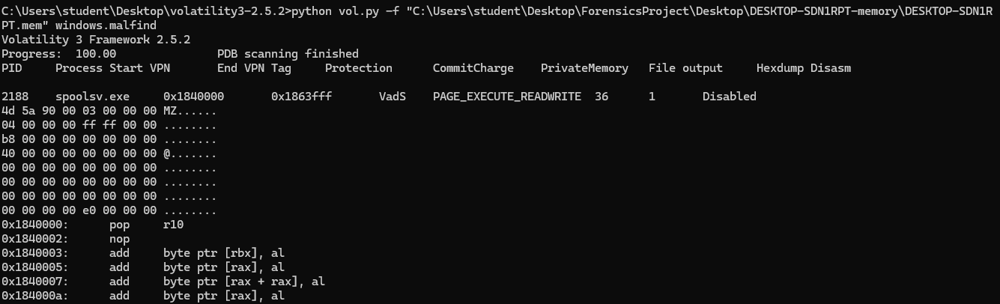 C:\Users\student\Desktop\volatility3-2.5.2>python vol.py -f "C:\Users\student\Desktop\ForensicsProject\Desktop\DESKTOP-SDN1RPT-memory\DESKTOP-SDN1R
PT.mem" windows.malfind
Volatility 3 Framework 2.5.2
Progress:  100.00               PDB scanning finished
PID     Process Start VPN       End VPN Tag     Protection      CommitCharge    PrivateMemory   File output     Hexdump Disasm
2188    spoolsv.exe     0x1840000       0x1863fff       VadS    PAGE_EXECUTE_READWRITE  36      1       Disabled
4d 5a 90 00 03 00 00 00 MZ......
04 00 00 00 ff ff 00 00 ........
b8 00 00 00 00 00 00 00 ........
40 00 00 00 00 00 00 00 @.......
00 00 00 00 00 00 00 00 ........
00 00 00 00 00 00 00 00 ........
00 00 00 00 00 00 00 00 ........
00 00 00 00 e0 00 00 00 ........
0x1840000:      pop     r10
0x1840002:      nop
0x1840003:      add     byte ptr [rbx], al
0x1840005:      add     byte ptr [rax], al
0x1840007:      add     byte ptr [rax + rax], al
0x184000a:      add     byte ptr [rax], al